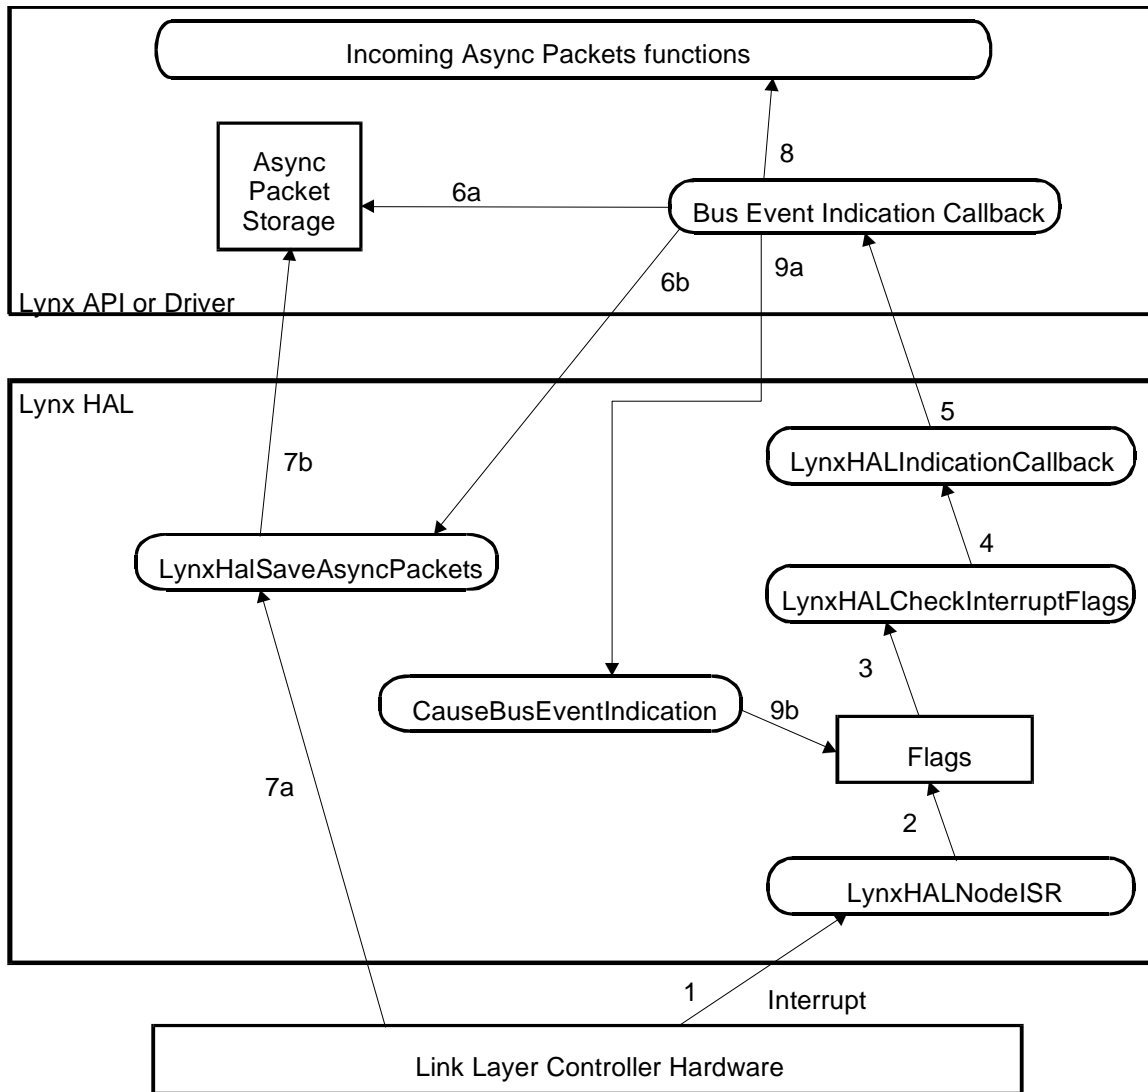 Incoming Async Packets functions
8
Async
Packet
Storage
6a
Bus Event Indication Callback
9a
6b
Lynx API or Driver
Lynx HAL
5
7b
LynxHALIndicationCallback
4
LynxHalSaveAsyncPackets
LynxHALCheckInterruptFlags
3
CauseBusEventIndication
9b
Flags
7a
2
LynxHALNodeISR
1
Interrupt
Link Layer Controller Hardware